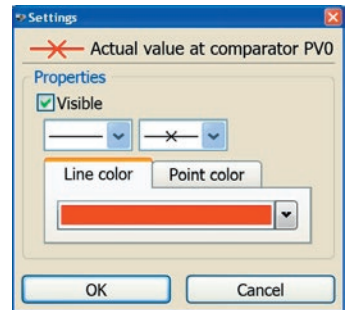 Settings
Actual value at comparator PV0
Properties
Visible
Line color Point color
OK Cancel